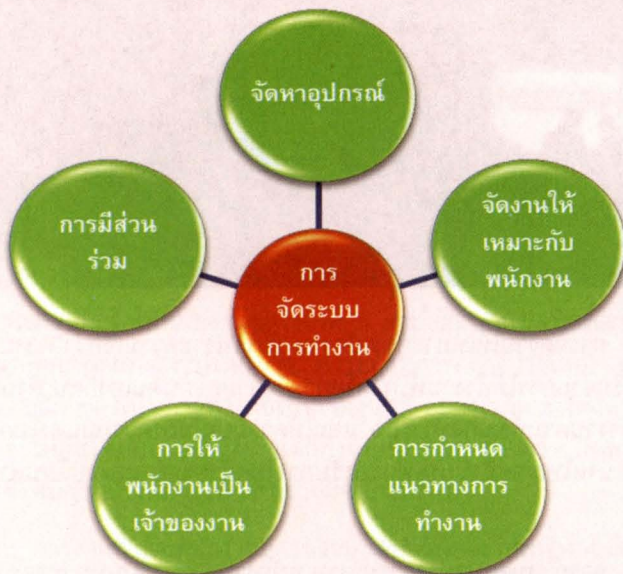 จัดหาอุปกรณ์
จัดงานให้
เหมาะกับ
พนักงาน
การกำหนด
แนวทางการ
ทำงาน
การให้
พนักงานเป็น
เจ้าของงาน
การมีส่วน
ร่วม
การ
จัดระบบ
การทำงาน